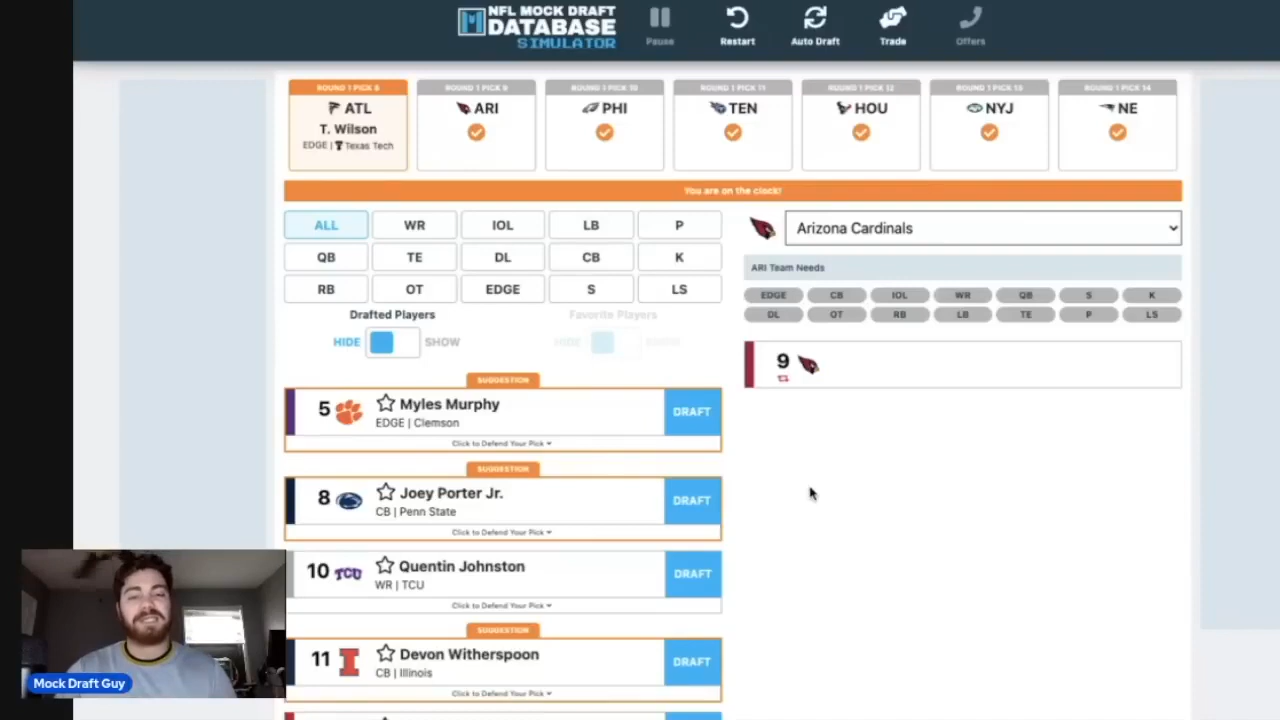 NFL MOCK DRAFT
DATABASE
SIMULATOR
Pause
Restart
Auto Draft
Trade
Offers
ROUND 1 PICK 8
ATL
T. Wilson
EDGE | Texas Tech
ROUND 1 PICK 9
ARI
ROUND 1 PICK 10
PHI
ROUND 1 PICK 11
TEN
ROUND 1 PICK 12
HOU
ROUND 1 PICK 13
NYJ
ROUND 1 PICK 14
NE
You are on the clock!
ALL WR IOL LB P
QB TE DL CB K
RB OT EDGE S LS
Drafted Players
HIDE SHOW
Favorite Players
HIDE SHOW
SUGGESTION
5 Myles Murphy
EDGE | Clemson
DRAFT
Click to Defend Your Pick
SUGGESTION
8 Joey Porter Jr.
CB | Penn State
DRAFT
Click to Defend Your Pick
10 TCU Quentin Johnston
WR | TCU
DRAFT
Click to Defend Your Pick
SUGGESTION
11 I Devon Witherspoon
CB | Illinois
DRAFT
Click to Defend Your Pick
Arizona Cardinals
ARI Team Needs
EDGE CB IOL WR QB S K
DL OT RB LB TE P LS
9
Mock Draft Guy